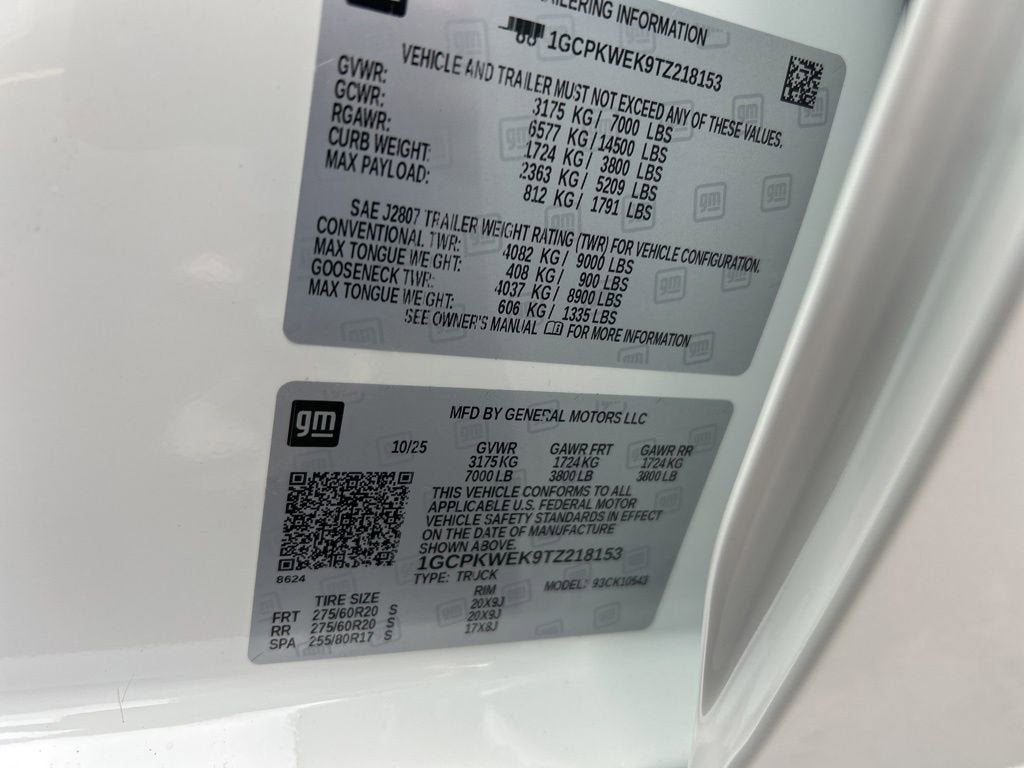 TRAILERING INFORMATION
1GCPKWEK9TZ218153
VEHICLE AND TRAILER MUST NOT EXCEED ANY OF THESE VALUES.
GVWR: 3175 KG / 7000 LBS
GCWR: 6577 KG / 14500 LBS
RGAWR: 1724 KG / 3800 LBS
CURB WEIGHT: 2363 KG / 5209 LBS
MAX PAYLOAD: 812 KG / 1791 LBS
SAE J2807 TRAILER WEIGHT RATING (TWR) FOR VEHICLE CONFIGURATION.
CONVENTIONAL TWR: 4082 KG / 9000 LBS
MAX TONGUE WEIGHT: 408 KG / 900 LBS
GOOSENECK TWR: 4037 KG / 8900 LBS
MAX TONGUE WEIGHT: 606 KG / 1335 LBS
SEE OWNER'S MANUAL FOR MORE INFORMATION
gm
MFD BY GENERAL MOTORS LLC
10/25 GVWR GAWR FRT GAWR RR
3175 KG 1724 KG 1724 KG
7000 LB 3800 LB 3800 LB
THIS VEHICLE CONFORMS TO ALL
APPLICABLE U.S. FEDERAL MOTOR
VEHICLE SAFETY STANDARDS IN EFFECT
ON THE DATE OF MANUFACTURE
SHOWN ABOVE.
1GCPKWEK9TZ218153
8624
TYPE: TRUCK MODEL: 93CK10543
TIRE SIZE RIM
FRT 275/60R20 S 20X9J
RR 275/60R20 S 20X9J
SPA 255/80R17 S 17X8J